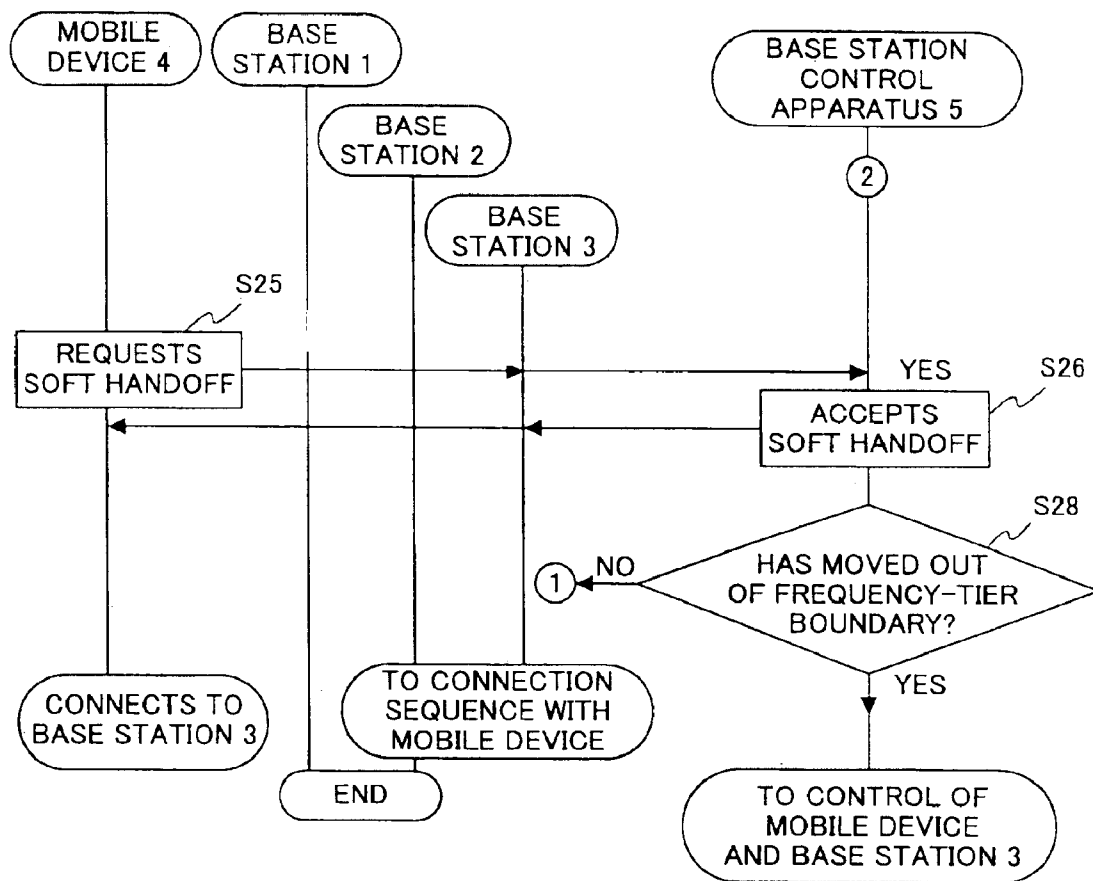 MOBILE
DEVICE 4
BASE
STATION 1
BASE STATION
CONTROL
APPARATUS 5
BASE
STATION 2
2
BASE
STATION 3
S25
REQUESTS
SOFT HANDOFF
YES
S26
ACCEPTS
SOFT HANDOFF
S28
HAS MOVED OUT
OF FREQUENCY-TIER
BOUNDARY?
NO
1
YES
CONNECTS TO
BASE STATION 3
TO CONNECTION
SEQUENCE WITH
MOBILE DEVICE
END
TO CONTROL OF
MOBILE DEVICE
AND BASE STATION 3